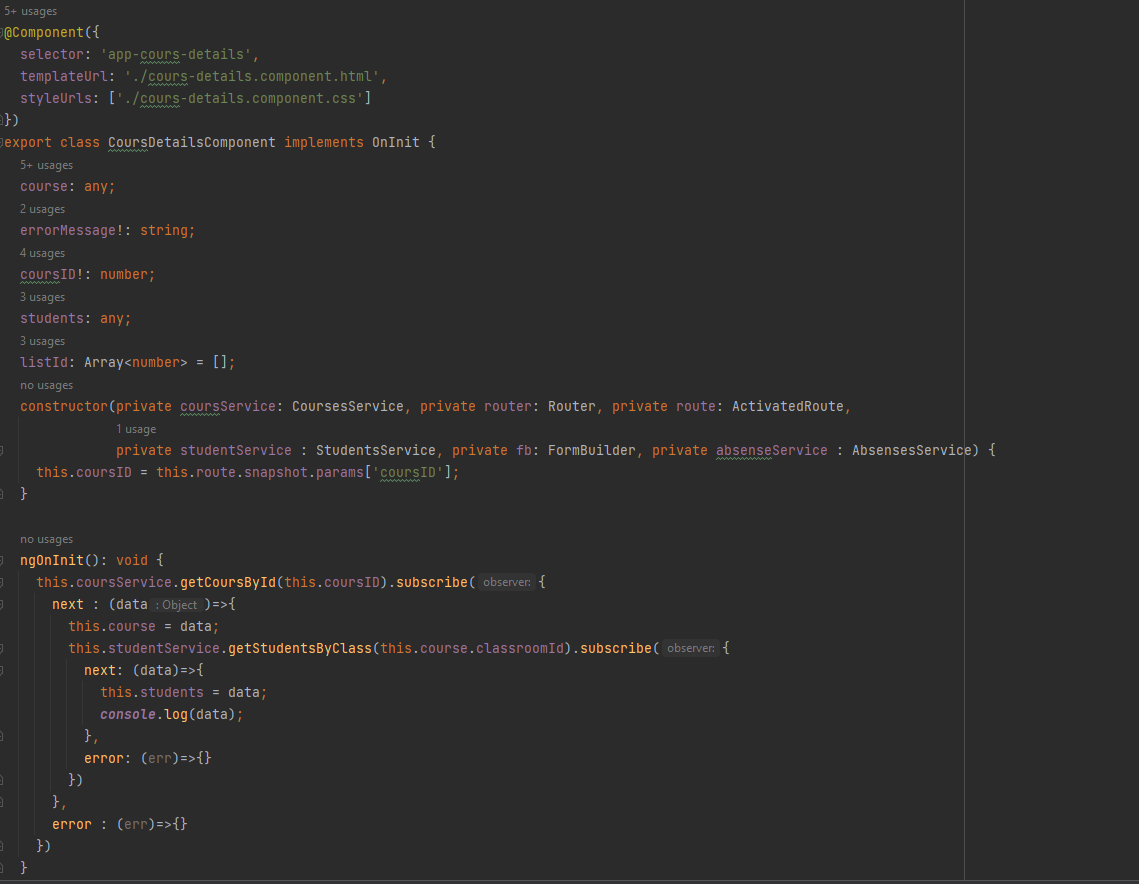 5+ usages
@Component({
selector: 'app-cours-details',
templateUrl: './cours-details.component.html',
styleUrls: ['./cours-details.component.css']
})
export class CoursDetailsComponent implements OnInit {
5+ usages
course: any;
2 usages
errorMessage!: string;
4 usages
coursID!: number;
3 usages
students: any;
3 usages
listId: Array<number> = [];
no usages
constructor(private coursService: CoursesService, private router: Router, private route: ActivatedRoute,
1 usage
private studentService : StudentsService, private fb: FormBuilder, private absenseService : AbsensesService) {
this.coursID = this.route.snapshot.params['coursID'];
}
no usages
ngOnInit(): void {
this.coursService.getCoursById(this.coursID).subscribe( observer: {
next : (data : Object )=>{
this.course = data;
this.studentService.getStudentsByClass(this.course.classroomId).subscribe( observer: {
next: (data)=>{
this.students = data;
console.log(data);
},
error: (err)=>{}
})
},
error : (err)=>{}
})
}